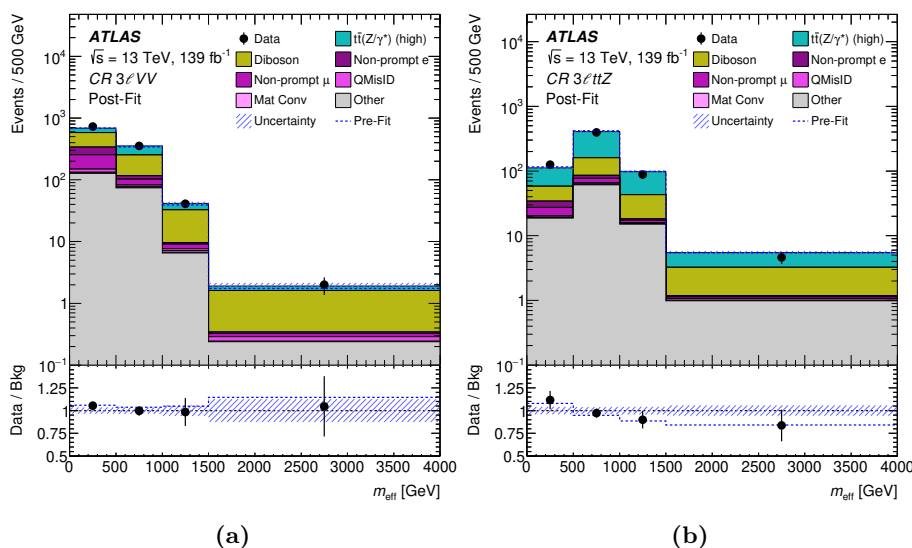 Events / 500 GeV
10⁴
10³
10²
10
1
10⁻¹
ATLAS
√s = 13 TeV, 139 fb⁻¹
CR 3ℓVV
Post-Fit
Data
Diboson
Non-prompt μ
Mat Conv
Uncertainty
tt̄(Z/γ*) (high)
Non-prompt e
QMisID
Other
Pre-Fit
Data / Bkg
1.25
1
0.75
0.5
0 500 1000 1500 2000 2500 3000 3500 4000
m_eff [GeV]
(a)
Events / 500 GeV
10⁴
10³
10²
10
1
10⁻¹
ATLAS
√s = 13 TeV, 139 fb⁻¹
CR 3ℓttZ
Post-Fit
Data
Diboson
Non-prompt μ
Mat Conv
Uncertainty
tt̄(Z/γ*) (high)
Non-prompt e
QMisID
Other
Pre-Fit
Data / Bkg
1.25
1
0.75
0.5
0 500 1000 1500 2000 2500 3000 3500 4000
m_eff [GeV]
(b)